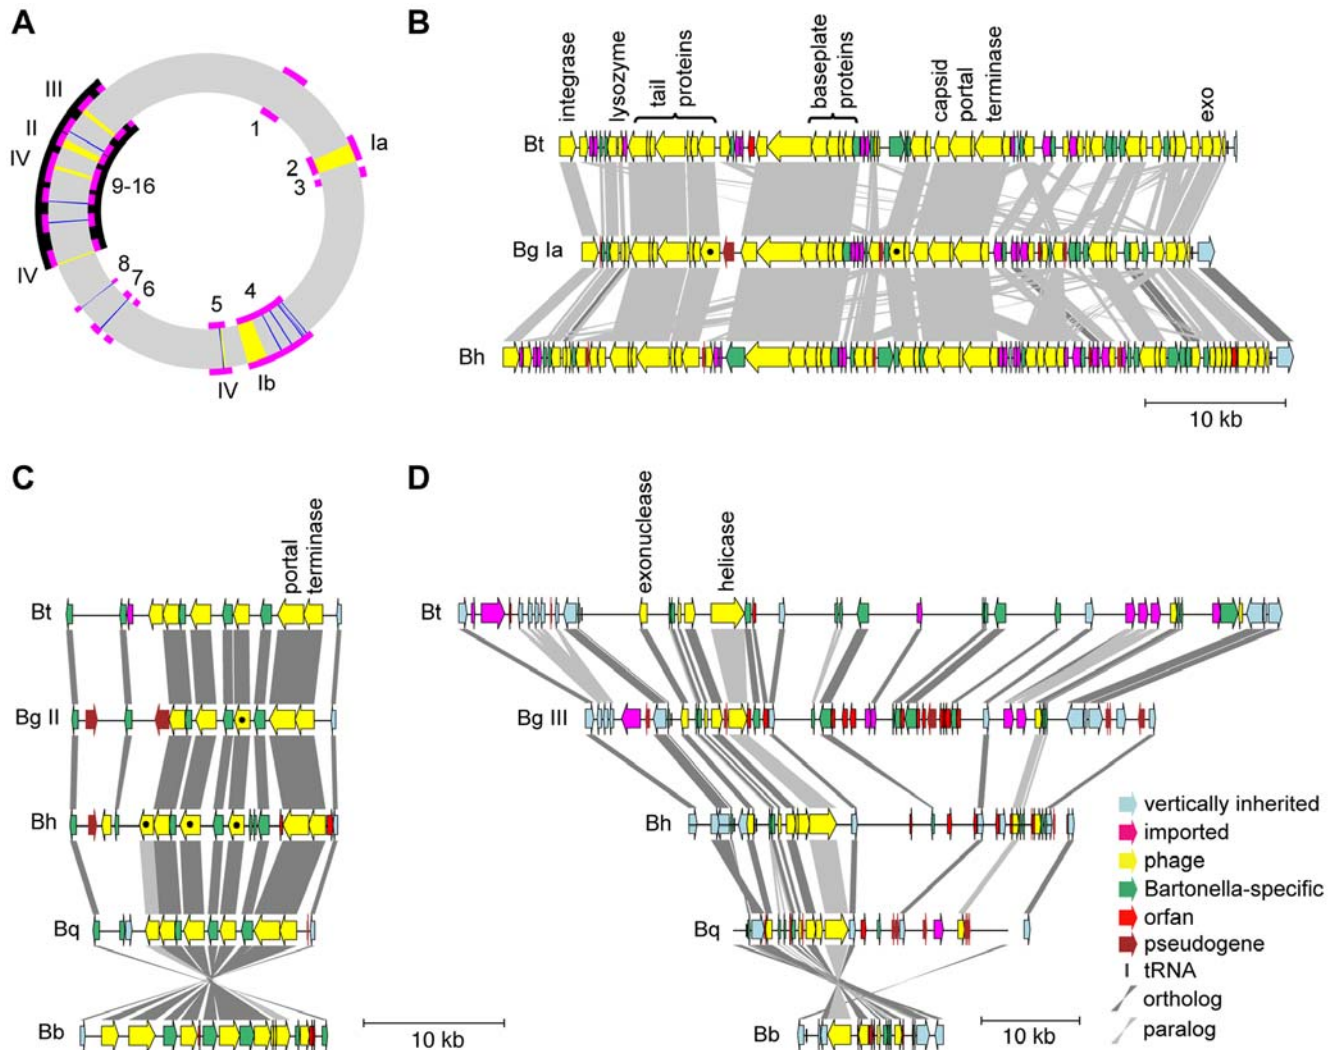 A
III
II
IV
IV
1
2
3
Ia
9-16
8
7
6
5
4
IV
Ib
B
integrase
lysozyme
tail
proteins
baseplate
proteins
capsid
portal
terminase
exo
Bt
Bg Ia
Bh
10 kb
C
portal
terminase
Bt
Bg II
Bh
Bq
Bb
10 kb
D
exonuclease
helicase
Bt
Bg III
Bh
Bq
Bb
10 kb
vertically inherited
imported
phage
Bartonella-specific
orfan
pseudogene
tRNA
ortholog
paralog